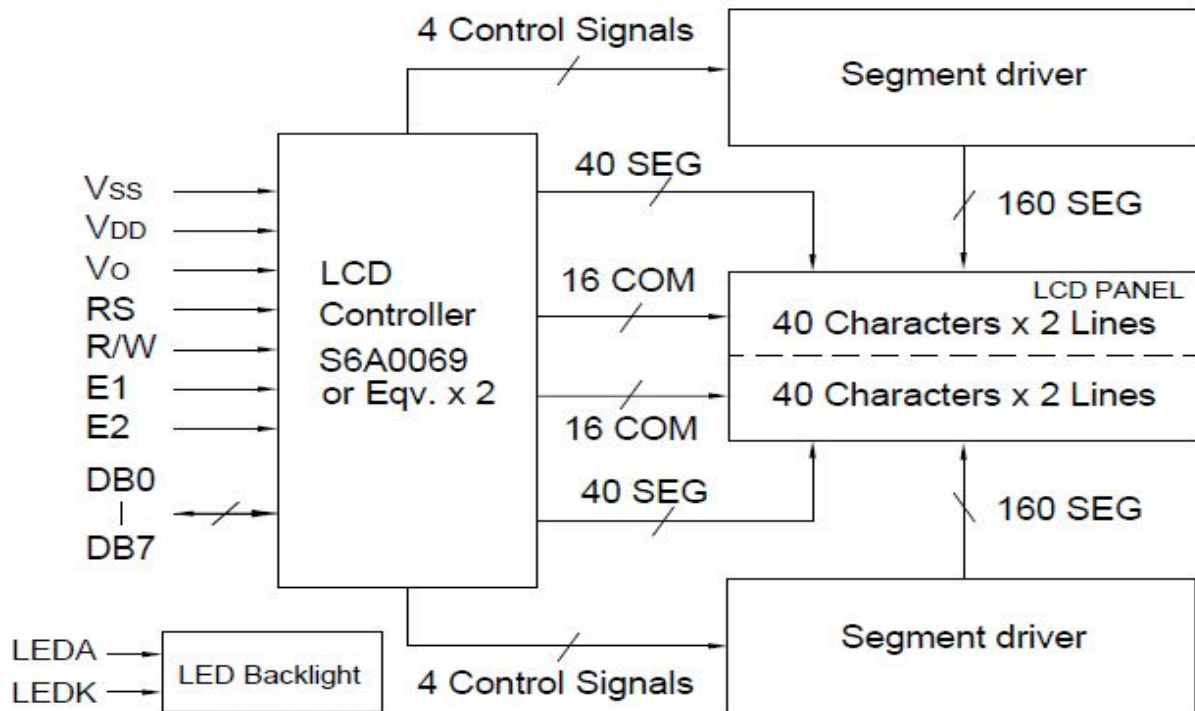 4 Control Signals
Segment driver
40 SEG
160 SEG
VSS
VDD
VO
RS
R/W
E1
E2
DB0
DB7
LCD
Controller
S6A0069
or Eqv. x 2
16 COM
16 COM
LCD PANEL
40 Characters x 2 Lines
40 Characters x 2 Lines
40 SEG
160 SEG
Segment driver
4 Control Signals
LEDA
LEDK
LED Backlight